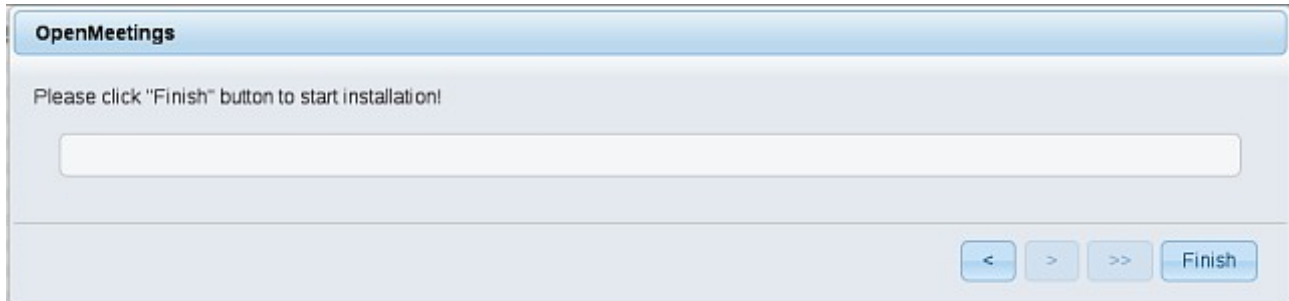 OpenMeetings
Please click "Finish" button to start installation!
< > >> Finish